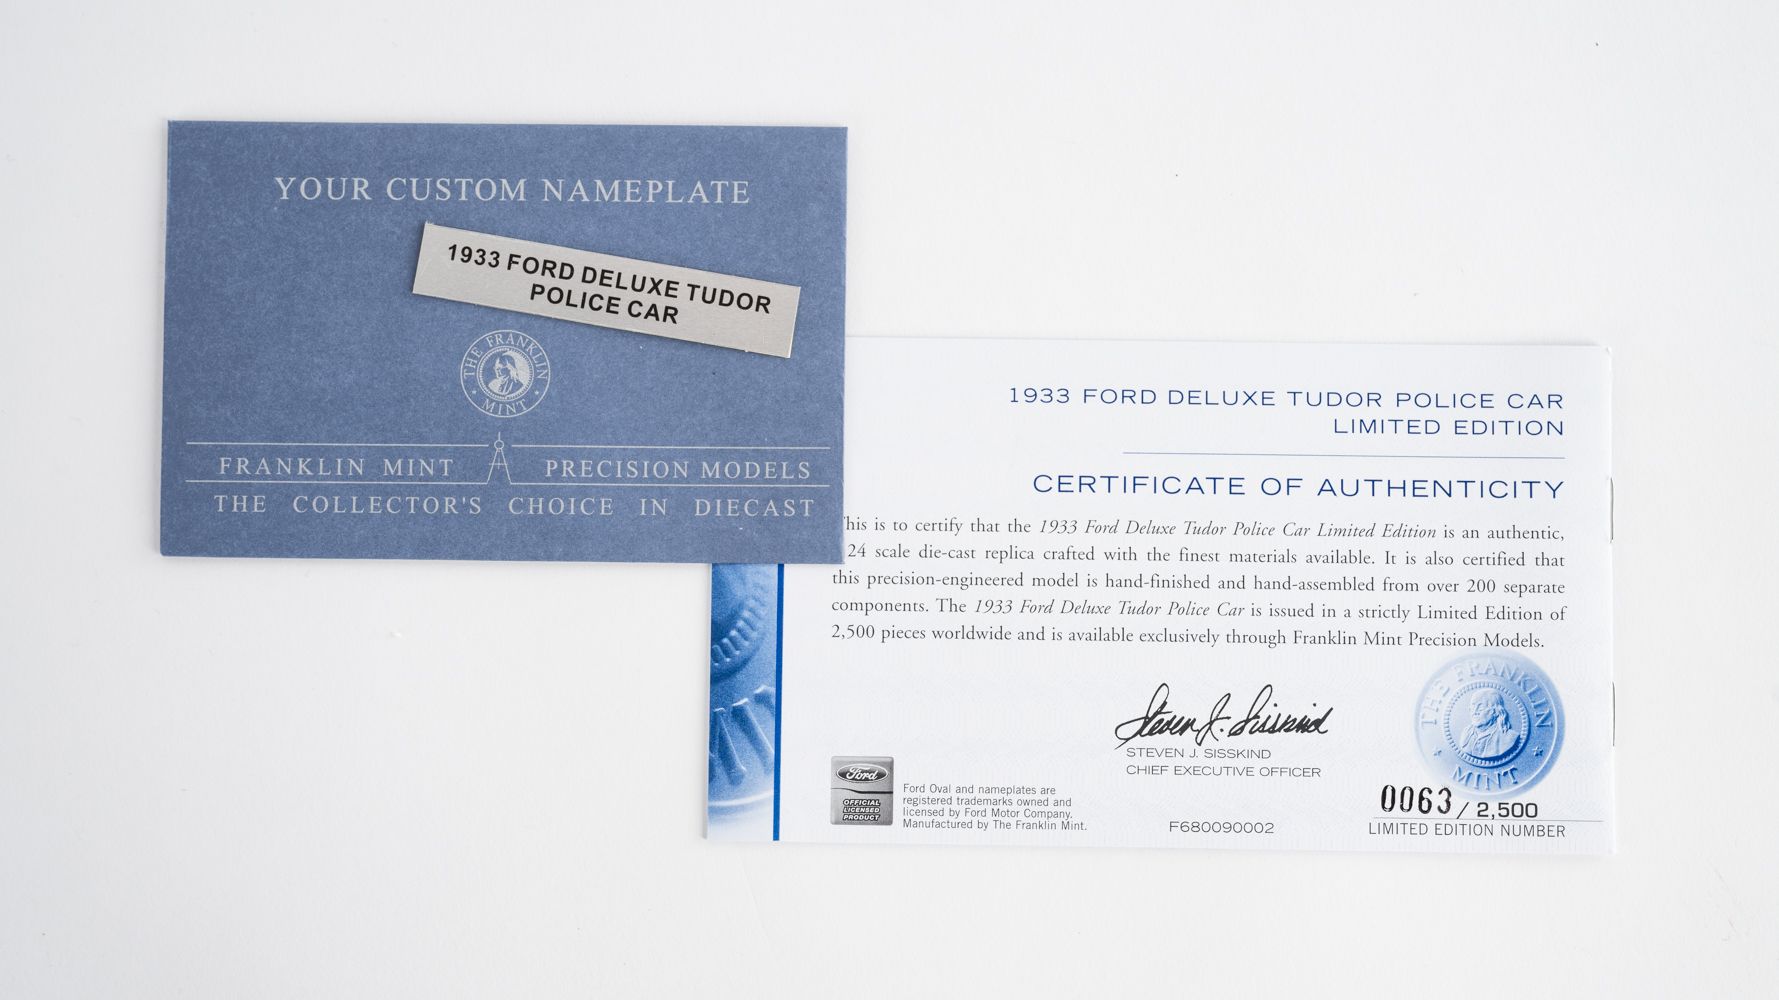 YOUR CUSTOM NAMEPLATE
1933 FORD DELUXE TUDOR
POLICE CAR
THE FRANKLIN
MINT
FRANKLIN MINT PRECISION MODELS
THE COLLECTOR'S CHOICE IN DIECAST
1933 FORD DELUXE TUDOR POLICE CAR
LIMITED EDITION
CERTIFICATE OF AUTHENTICITY
his is to certify that the 1933 Ford Deluxe Tudor Police Car Limited Edition is an authentic,
24 scale die-cast replica crafted with the finest materials available. It is also certified that
this precision-engineered model is hand-finished and hand-assembled from over 200 separate
components. The 1933 Ford Deluxe Tudor Police Car is issued in a strictly Limited Edition of
2,500 pieces worldwide and is available exclusively through Franklin Mint Precision Models.
Steven J. Sisskind
STEVEN J. SISSKIND
CHIEF EXECUTIVE OFFICER
THE FRANKLIN
MINT
Ford
OFFICIAL
LICENSED
PRODUCT
Ford Oval and nameplates are
registered trademarks owned and
licensed by Ford Motor Company.
Manufactured by The Franklin Mint.
F680090002
0063 / 2,500
LIMITED EDITION NUMBER